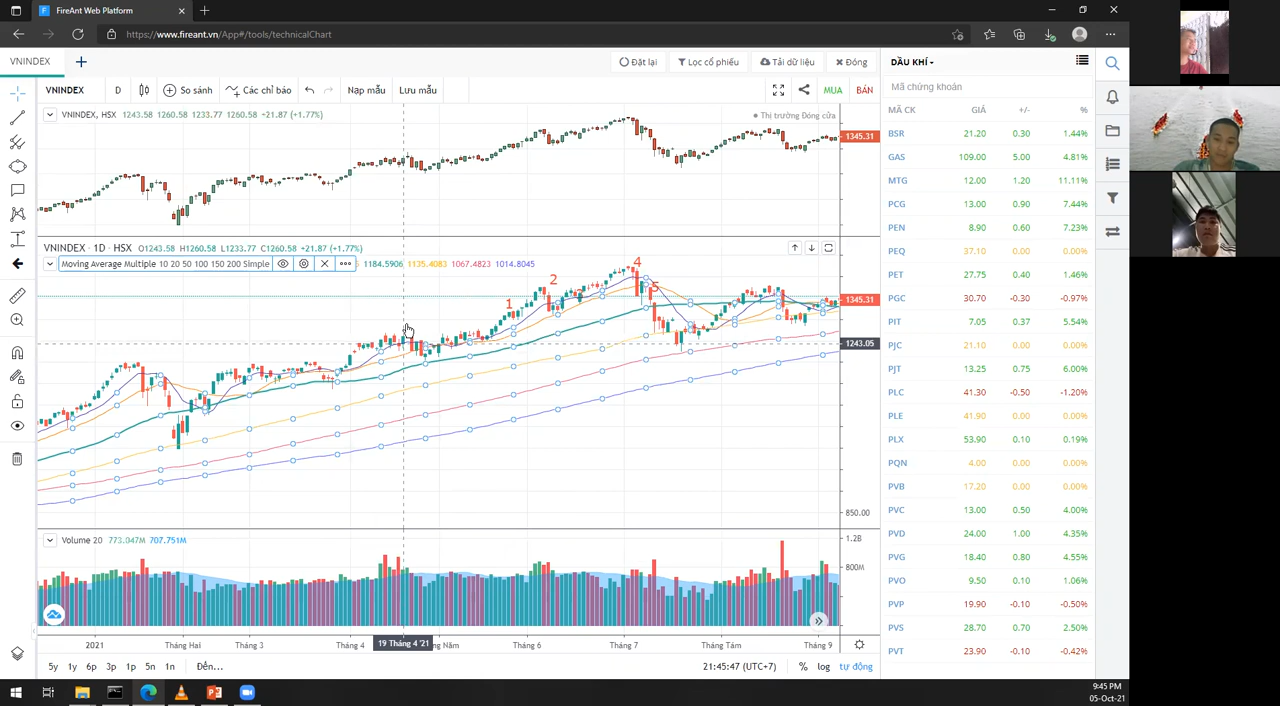 FireAnt Web Platform
https://www.fireant.vn/App#/tools/technicalChart
VNINDEX
Đặt lại
Lọc cổ phiếu
Tải dữ liệu
Đóng
VNINDEX
D
So sánh
Các chỉ báo
Nạp mẫu
Lưu mẫu
MUA
BÁN
VNINDEX, HSX 1243.58 1260.58 1233.77 1260.58 +21.87 (+1.77%)
Thị trường Đóng cửa
1345.31
VNINDEX · 1D · HSX O1243.58 H1260.58 L1233.77 C1260.58 +21.87 (+1.77%)
Moving Average Multiple 10 20 50 100 150 200 Simple
1184.5906 1135.4083 1067.4823 1014.8045
1
2
3
4
5
1345.31
1243.05
850.00
Volume 20 773.047M 707.751M
1.2B
800M
2021
Tháng Hai
Tháng 3
Tháng 4
19 Tháng 4 '21
Năm
Tháng 6
Tháng 7
Tháng Tám
Tháng 9
5y 1y 6p 3p 1p 5n 1n Đến...
21:45:47 (UTC+7)
% log tự động
DẦU KHÍ
Mã chứng khoán
MÃ CK GIÁ +/- %
BSR 21.20 0.30 1.44%
GAS 109.00 5.00 4.81%
MTG 12.00 1.20 11.11%
PCG 13.00 0.90 7.44%
PEN 8.90 0.60 7.23%
PEQ 37.10 0.00 0.00%
PET 27.75 0.40 1.46%
PGC 30.70 -0.30 -0.97%
PIT 7.05 0.37 5.54%
PJC 21.10 0.00 0.00%
PJT 13.25 0.75 6.00%
PLC 41.30 -0.50 -1.20%
PLE 41.90 0.00 0.00%
PLX 53.90 0.10 0.19%
PQN 4.00 0.00 0.00%
PVB 17.20 0.00 0.00%
PVC 13.00 0.50 4.00%
PVD 24.00 1.00 4.35%
PVG 18.40 0.80 4.55%
PVO 9.50 0.10 1.06%
PVP 19.90 -0.10 -0.50%
PVS 28.70 0.70 2.50%
PVT 23.90 -0.10 -0.42%
9:45 PM
05-Oct-21